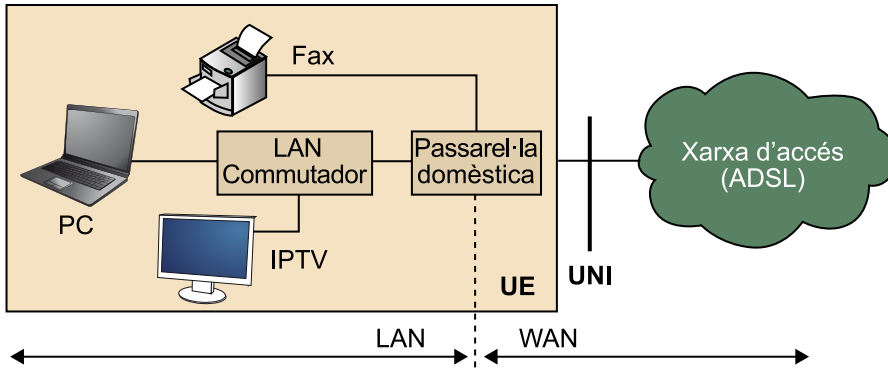 Fax
LAN
Commutador
Passarel·la
domèstica
Xarxa d'accés
(ADSL)
PC
IPTV
UE
UNI
LAN
WAN